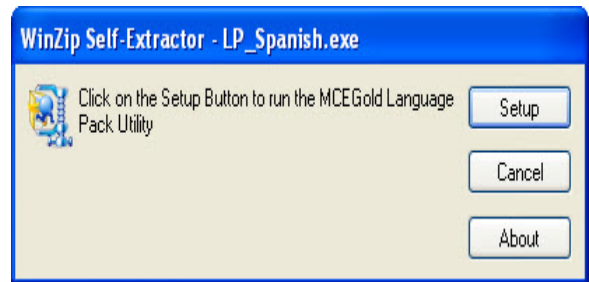 WinZip Self-Extractor - LP_Spanish.exe
Click on the Setup Button to run the MCEGold Language
Pack Utility
Setup
Cancel
About